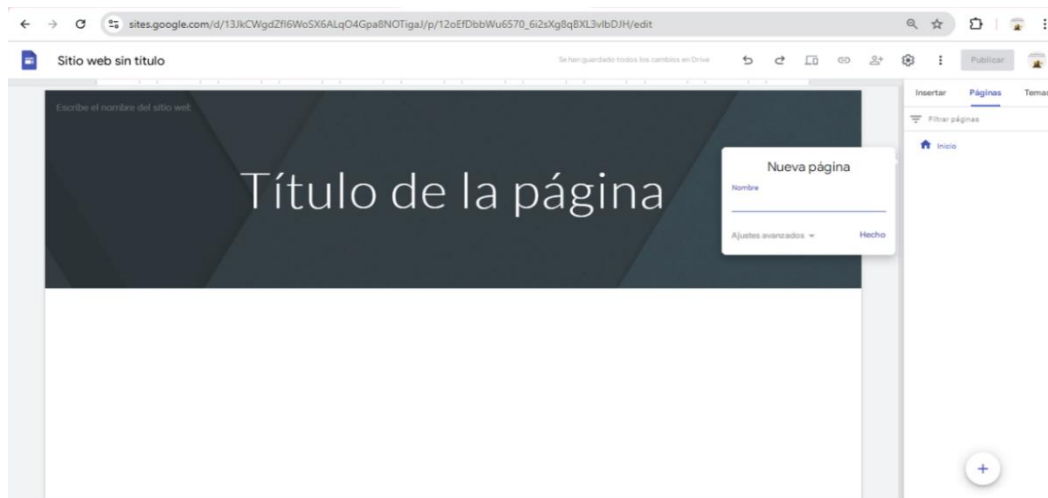 sites.google.com/d/13JkCWgdZfI6WoSX6ALqO4Gpa8NOTigaJ/p/12oEfDbbWu6570_6i2sXg8qBXL3vIbDJH/edit
Sitio web sin título
Se han guardado todos los cambios en Drive
Publicar
Insertar
Páginas
Temas
Escribe el nombre del sitio web
Filtrar páginas
Inicio
Título de la página
Nueva página
Nombre
Ajustes avanzados
Hecho